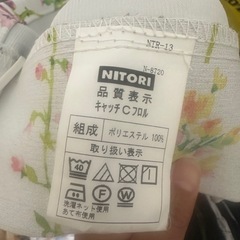 NTR-13
N-8720
NITORI
品質表示
キャッチCフロル
組成 ポリエステル 100%
取り扱い表示
40
洗濯ネット使用
あて布使用